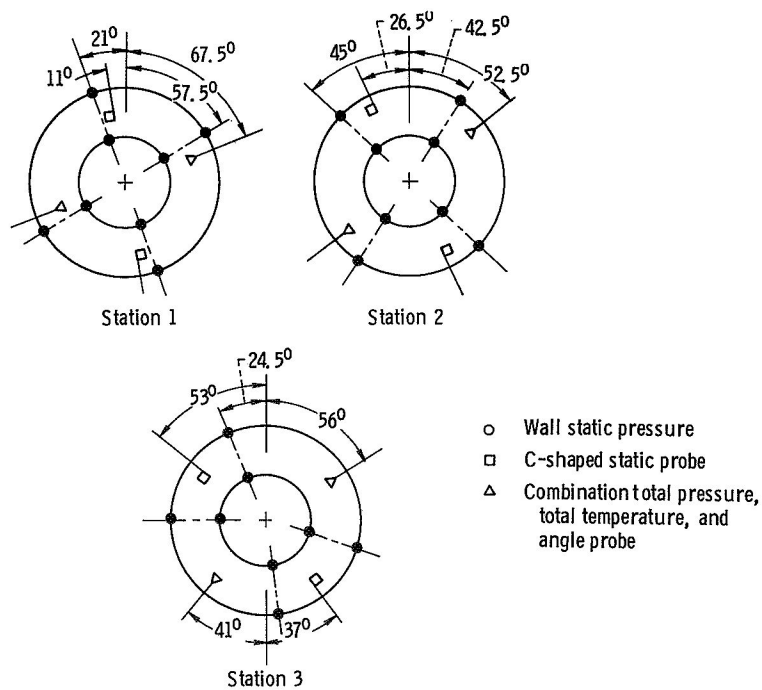 26.5⁰
42.5⁰
21⁰
67.5⁰
45⁰
11⁰
52.5⁰
57.5⁰
Station 1
Station 2
24.5⁰
53⁰
56⁰
Wall static pressure
C-shaped static probe
Combination total pressure,
total temperature, and
angle probe
41⁰
37⁰
Station 3